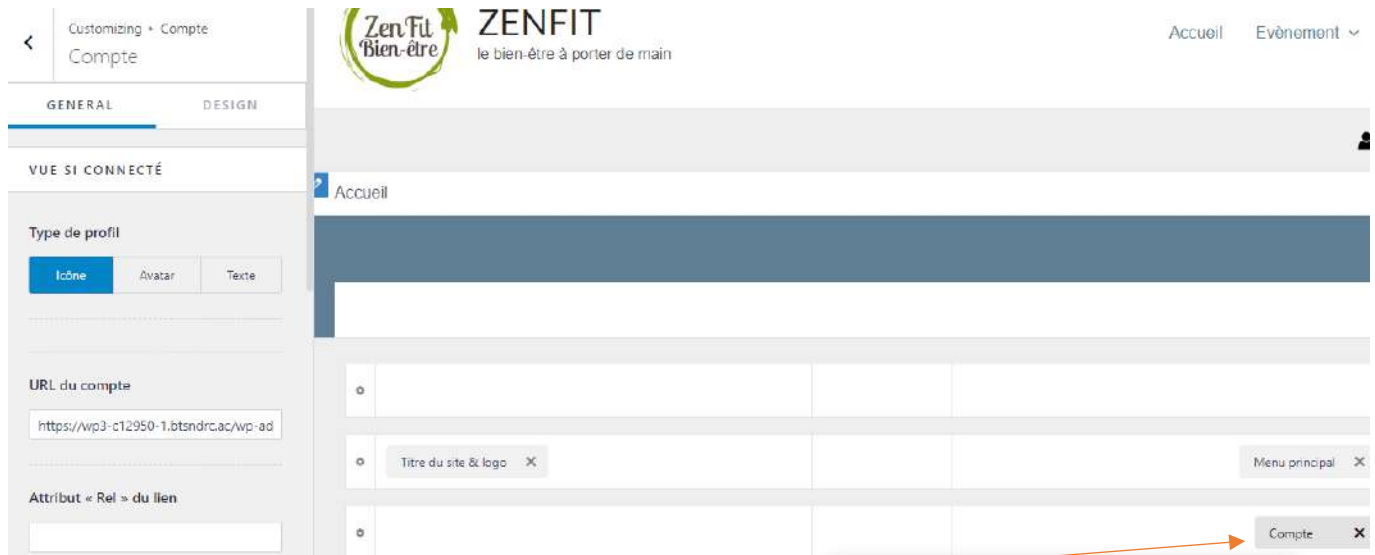 Customizing • Compte
Compte
GENERAL
DESIGN
VUE SI CONNECTÉ
Type de profil
Icône
Avatar
Texte
URL du compte
https://wp3-c12950-1.btsndrc.ac/wp-ad
Attribut « Rel » du lien
Zen Fit
Bien-être
ZENFIT
le bien-être à porter de main
Accueil
Evènement
Accueil
Titre du site & logo
Menu principal
Compte